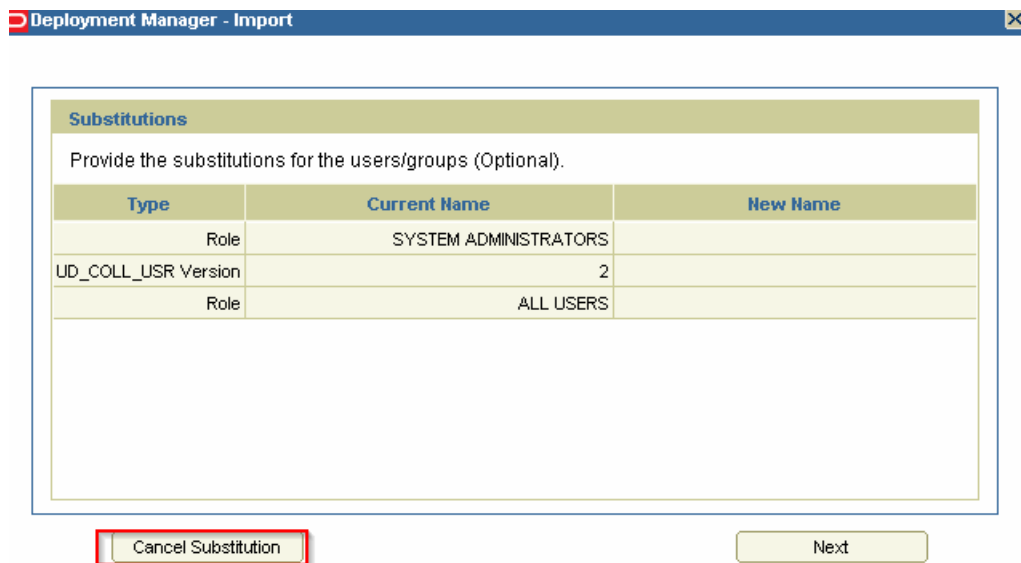 Deployment Manager - Import
Substitutions
Provide the substitutions for the users/groups (Optional).
Type Current Name New Name
Role SYSTEM ADMINISTRATORS
UD_COLL_USR Version 2
Role ALL USERS
Cancel Substitution Next